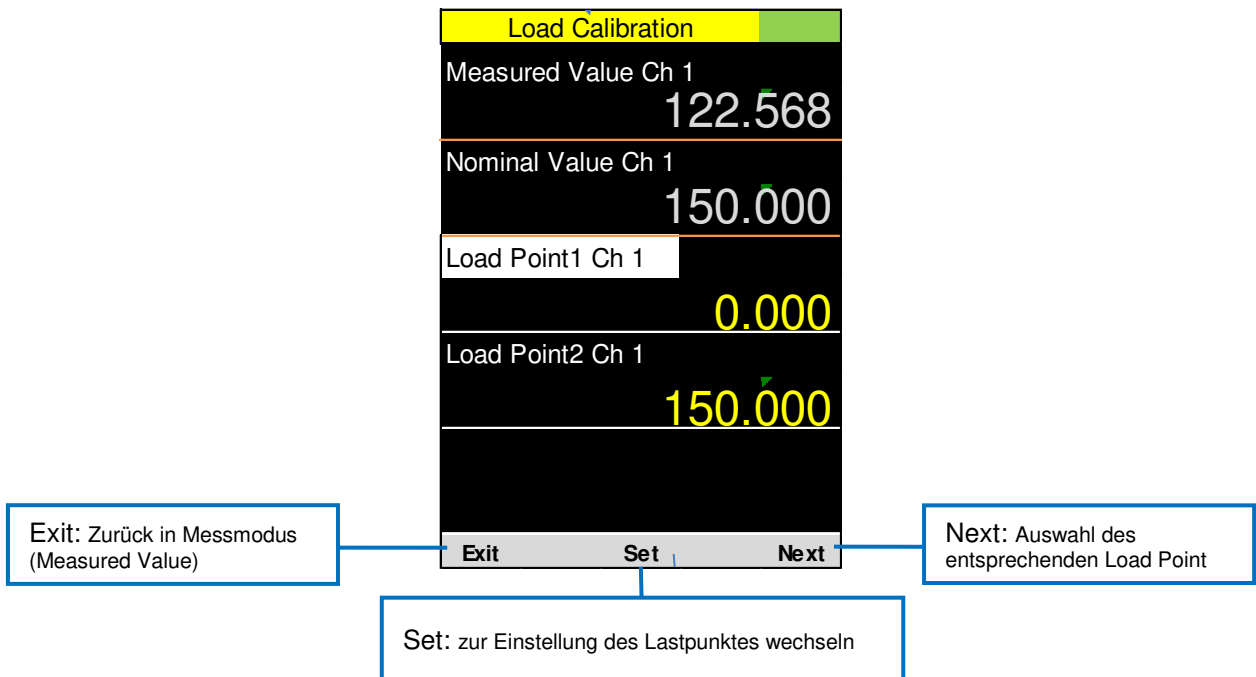 Load Calibration
Measured Value Ch 1
122.568
Nominal Value Ch 1
150.000
Load Point1 Ch 1
0.000
Load Point2 Ch 1
150.000
Exit Set Next
Exit: Zurück in Messmodus
(Measured Value)
Next: Auswahl des
entsprechenden Load Point
Set: zur Einstellung des Lastpunktes wechseln